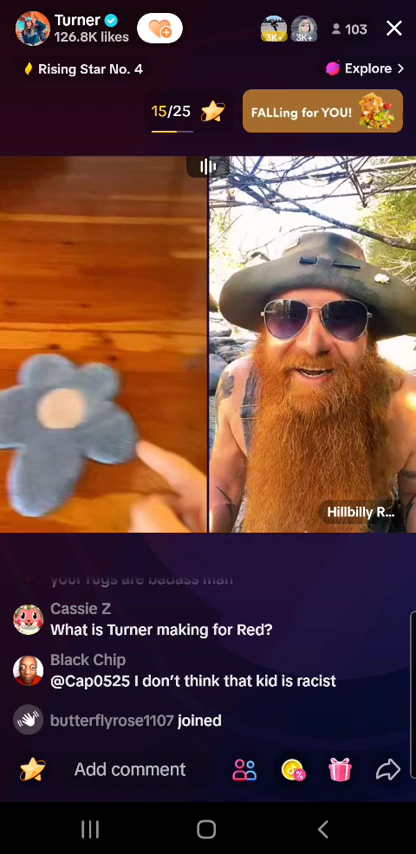 Turner
126.8K likes
3K+
3K+
103
Rising Star No. 4
Explore >
15/25
FALLing for YOU!
Hillbilly R...
your rugs are badass man
Cassie Z
What is Turner making for Red?
Black Chip
@Cap0525 I don't think that kid is racist
butterflyrose1107 joined
Add comment